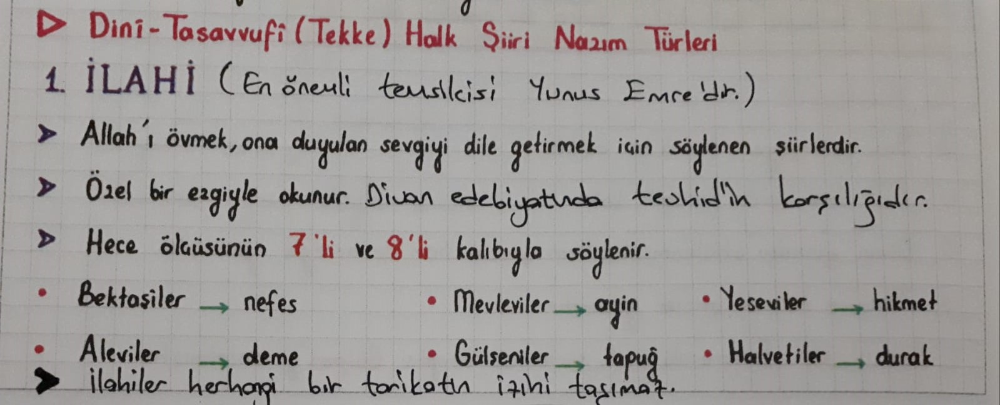 ▷ Dinî-Tasavvufî (Tekke) Halk Şiiri Nazım Türleri
1. İLAHİ (En önemli temsilcisi Yunus Emre'dir.)
➤ Allah'ı övmek, ona duyulan sevgiyi dile getirmek için söylenen şiirlerdir.
➤ Özel bir ezgiyle okunur. Divan edebiyatında tevhid'in karşılığıdır.
➤ Hece ölçüsünün 7'li ve 8'li kalıbıyla söylenir.
• Bektaşiler → nefes • Mevleviler → ayin • Yeseviler → hikmet
• Aleviler → deme • Gülşeniler → tapuğ • Halvetiler → durak
➤ İlahiler herhangi bir tarikatın izini taşımaz.